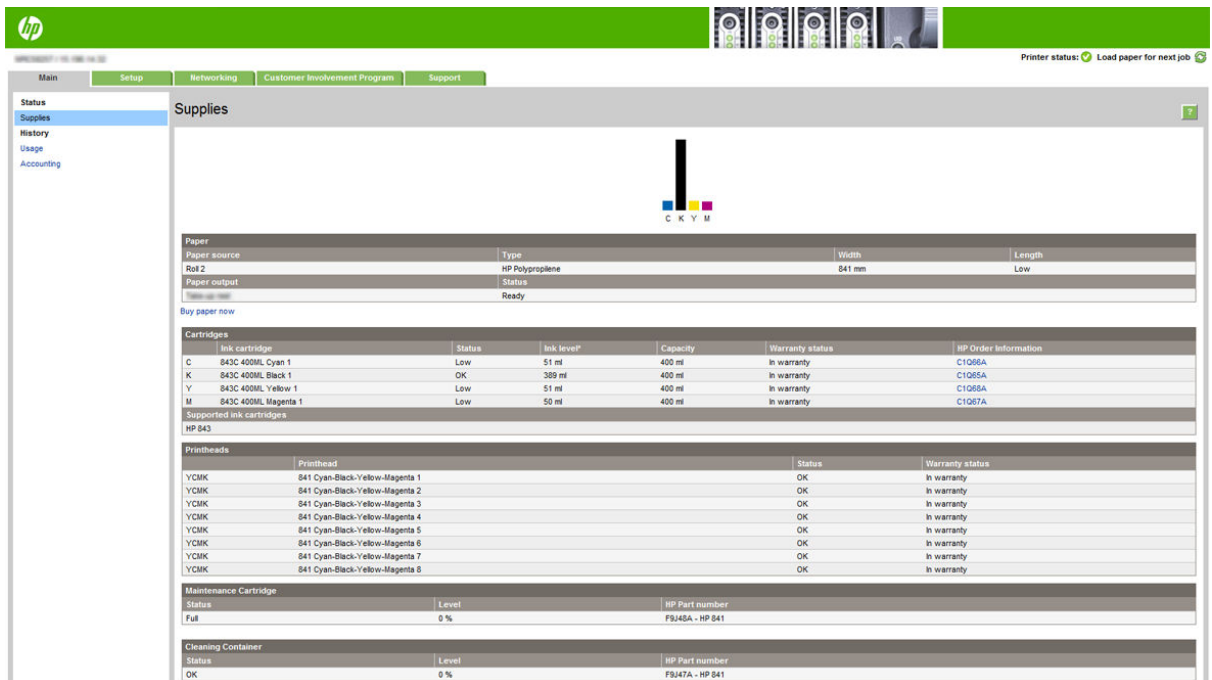 hp
Printer status: Load paper for next job
Main Setup Networking Customer Involvement Program Support
Status
Supplies
History
Usage
Accounting
Supplies
?
C K Y M
Paper
Paper source Type Width Length
Roll 2 HP Polypropilene 841 mm Low
Paper output Status
Ready
Buy paper now
Cartridges
Ink cartridge Status Ink level* Capacity Warranty status HP Order Information
C 843C 400ML Cyan 1 Low 51 ml 400 ml In warranty C1Q66A
K 843C 400ML Black 1 OK 389 ml 400 ml In warranty C1Q65A
Y 843C 400ML Yellow 1 Low 51 ml 400 ml In warranty C1Q68A
M 843C 400ML Magenta 1 Low 50 ml 400 ml In warranty C1Q67A
Supported ink cartridges
HP 843
Printheads
Printhead Status Warranty status
YCMK 841 Cyan-Black-Yellow-Magenta 1 OK In warranty
YCMK 841 Cyan-Black-Yellow-Magenta 2 OK In warranty
YCMK 841 Cyan-Black-Yellow-Magenta 3 OK In warranty
YCMK 841 Cyan-Black-Yellow-Magenta 4 OK In warranty
YCMK 841 Cyan-Black-Yellow-Magenta 5 OK In warranty
YCMK 841 Cyan-Black-Yellow-Magenta 6 OK In warranty
YCMK 841 Cyan-Black-Yellow-Magenta 7 OK In warranty
YCMK 841 Cyan-Black-Yellow-Magenta 8 OK In warranty
Maintenance Cartridge
Status Level HP Part number
Full 0 % F9J48A - HP 841
Cleaning Container
Status Level HP Part number
OK 0 % F9J47A - HP 841